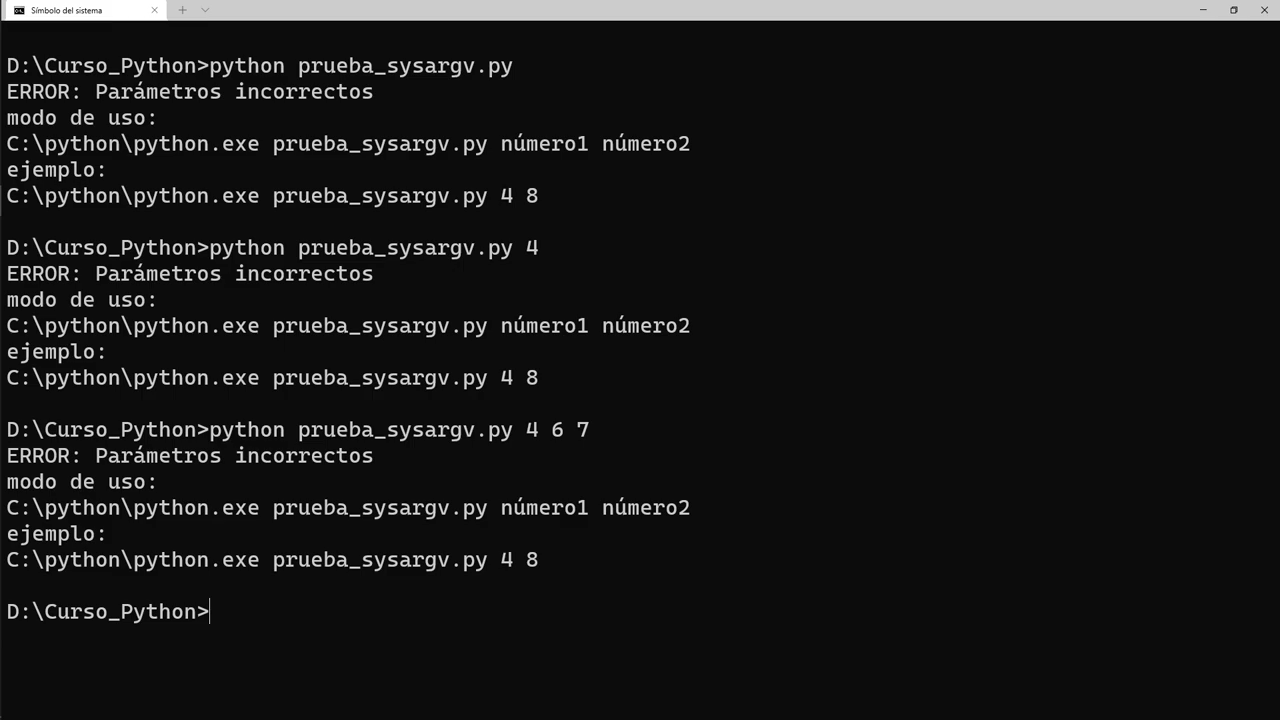 Símbolo del sistema
D:\Curso_Python>python prueba_sysargv.py
ERROR: Parámetros incorrectos
modo de uso:
C:\python\python.exe prueba_sysargv.py número1 número2
ejemplo:
C:\python\python.exe prueba_sysargv.py 4 8
D:\Curso_Python>python prueba_sysargv.py 4
ERROR: Parámetros incorrectos
modo de uso:
C:\python\python.exe prueba_sysargv.py número1 número2
ejemplo:
C:\python\python.exe prueba_sysargv.py 4 8
D:\Curso_Python>python prueba_sysargv.py 4 6 7
ERROR: Parámetros incorrectos
modo de uso:
C:\python\python.exe prueba_sysargv.py número1 número2
ejemplo:
C:\python\python.exe prueba_sysargv.py 4 8
D:\Curso_Python>